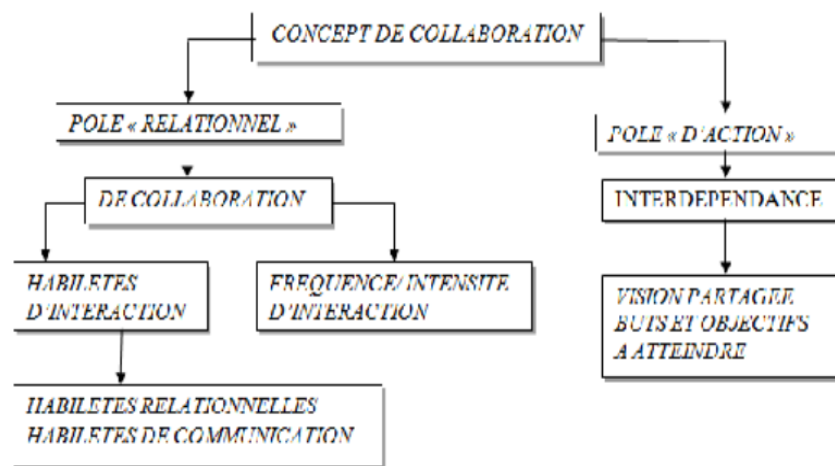 CONCEPT DE COLLABORATION
POLE « RELATIONNEL »
POLE « D'ACTION »
DE COLLABORATION
INTERDEPENDANCE
HABILETES
D'INTERACTION
FREQUENCE/ INTENSITE
D'INTERACTION
VISION PARTAGEE
BUTS ET OBJECTIFS
A ATTEINDRE
HABILETES RELATIONNELLES
HABILETES DE COMMUNICATION